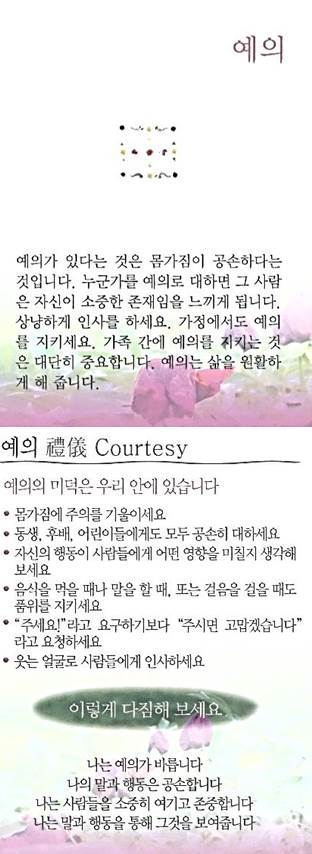 예의
예의가 있다는 것은 몸가짐이 공손하다는
것입니다. 누군가를 예의로 대하면 그 사람
은 자신이 소중한 존재임을 느끼게 됩니다.
상냥하게 인사를 하세요. 가정에서도 예의
를 지키세요. 가족 간에 예의를 지키는 것
은 대단히 중요합니다. 예의는 삶을 원활하
게 해 줍니다.
예의 禮儀 Courtesy
예의의 미덕은 우리 안에 있습니다
• 몸가짐에 주의를 기울이세요
• 동생, 후배, 어린이들에게도 모두 공손히 대하세요
• 자신의 행동이 사람들에게 어떤 영향을 미칠지 생각해
보세요
• 음식을 먹을 때나 말을 할 때, 또는 걸음을 걸을 때도
품위를 지키세요
• “주세요!”라고 요구하기보다 “주시면 고맙겠습니다”
라고 요청하세요
• 웃는 얼굴로 사람들에게 인사하세요
이렇게 다짐해 보세요
나는 예의가 바릅니다
나의 말과 행동은 공손합니다
나는 사람들을 소중히 여기고 존중합니다
나는 말과 행동을 통해 그것을 보여줍니다